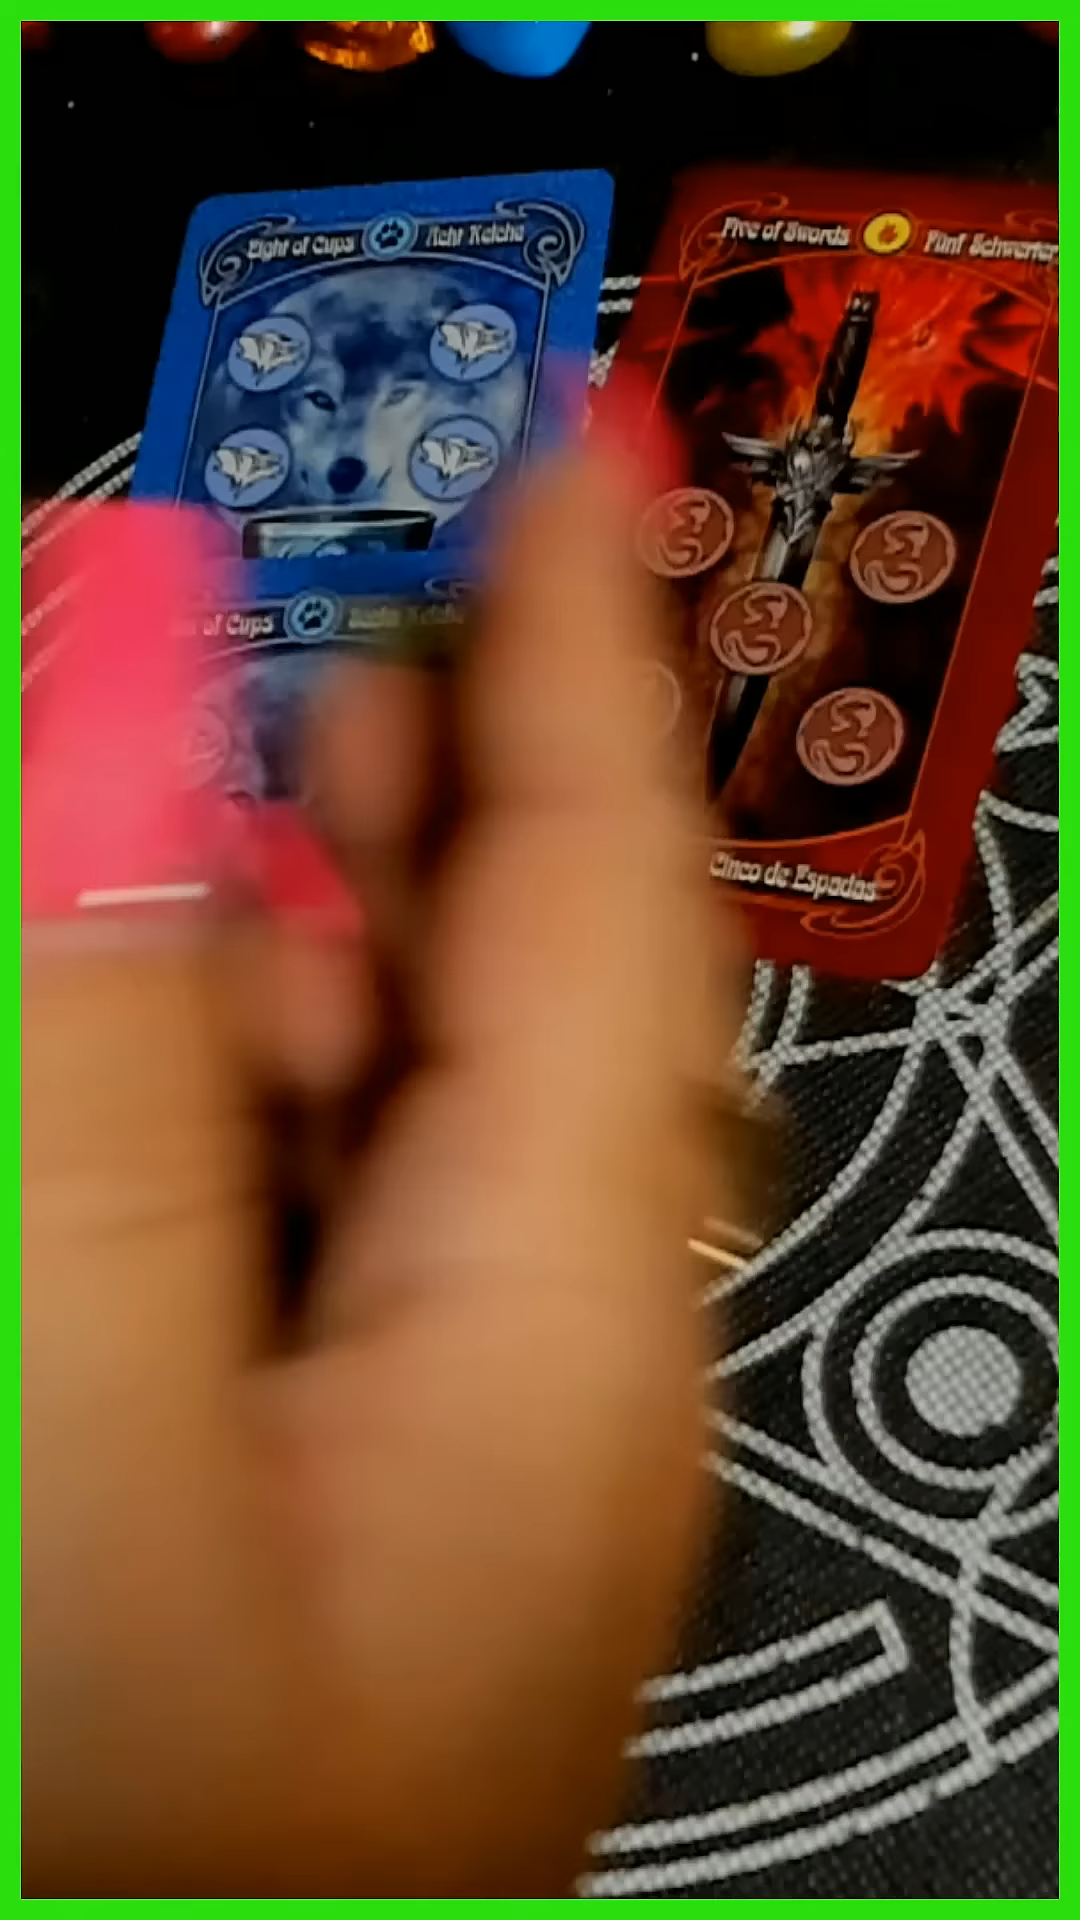 Eight of Cups Acht Kelche
Five of Swords Fünf Schwerter
of Cups
Cinco de Espadas